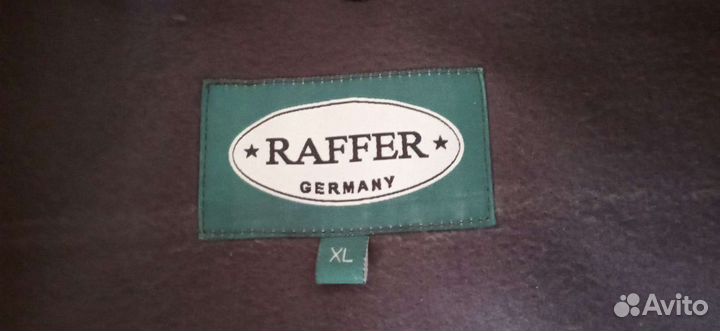 ★ RAFFER ★
GERMANY
XL
Avito